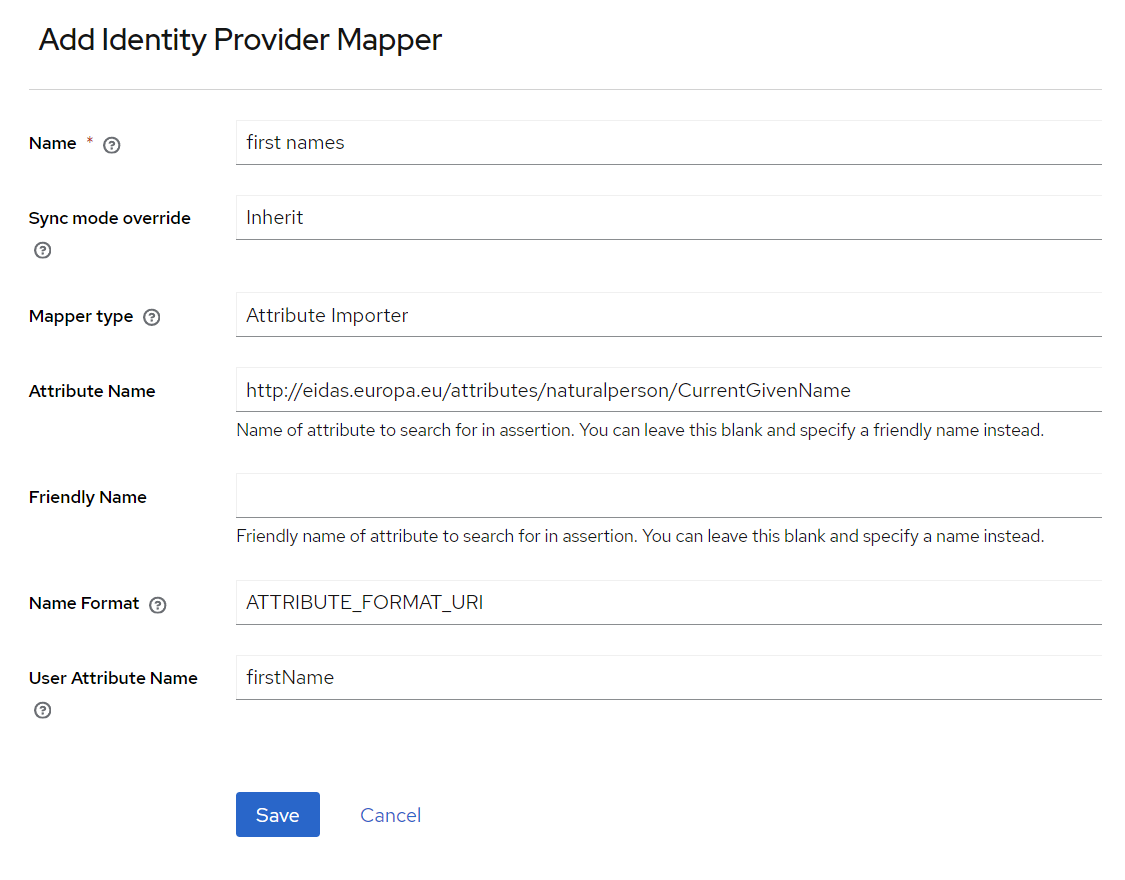 Add Identity Provider Mapper
Name * ?
first names
Sync mode override ?
Inherit
Mapper type ?
Attribute Importer
Attribute Name
http://eidas.europa.eu/attributes/naturalperson/CurrentGivenName
Name of attribute to search for in assertion. You can leave this blank and specify a friendly name instead.
Friendly Name
Friendly name of attribute to search for in assertion. You can leave this blank and specify a name instead.
Name Format ?
ATTRIBUTE_FORMAT_URI
User Attribute Name ?
firstName
Save Cancel